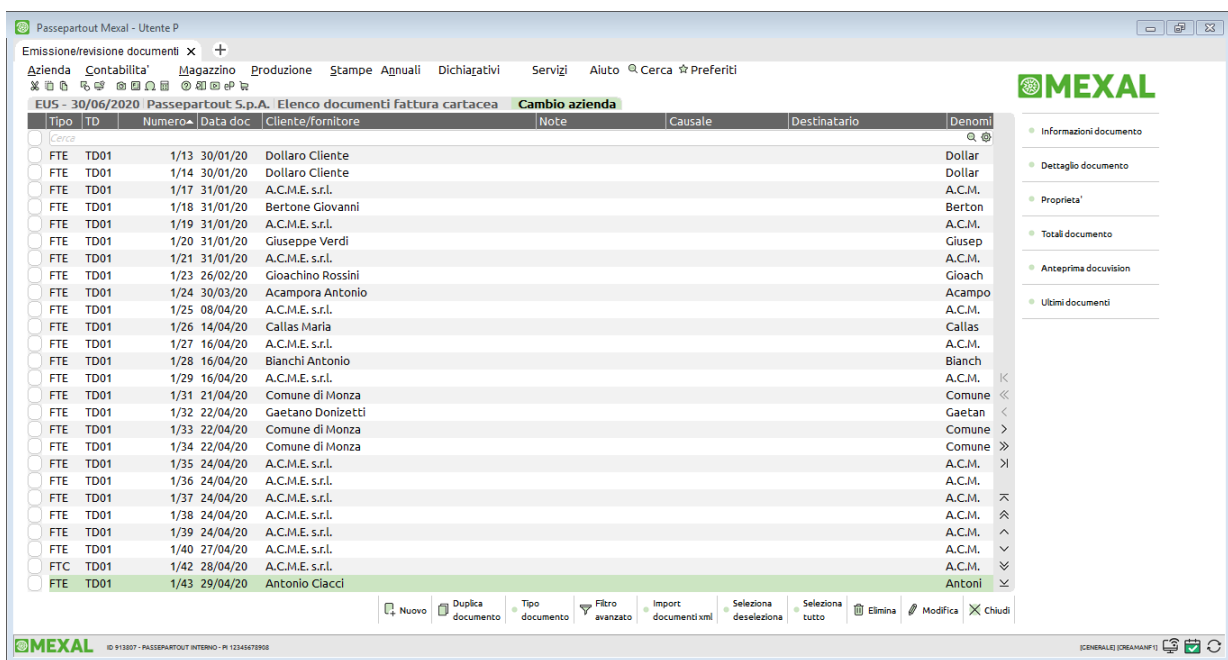 Passepartout Mexal - Utente P
Emissione/revisione documenti × +
Azienda Contabilita' Magazzino Produzione Stampe Annuali Dichiarativi Servizi Aiuto Cerca Preferiti
EUS - 30/06/2020 Passepartout S.p.A. Elenco documenti fattura cartacea Cambio azienda
MEXAL
Tipo TD Numero Data doc Cliente/fornitore Note Causale Destinatario Denomi
Cerca
FTE TD01 1/13 30/01/20 Dollaro Cliente Dollar
FTE TD01 1/14 30/01/20 Dollaro Cliente Dollar
FTE TD01 1/17 31/01/20 A.C.M.E. s.r.l. A.C.M.
FTE TD01 1/18 31/01/20 Bertone Giovanni Berton
FTE TD01 1/19 31/01/20 A.C.M.E. s.r.l. A.C.M.
FTE TD01 1/20 31/01/20 Giuseppe Verdi Giusep
FTE TD01 1/21 31/01/20 A.C.M.E. s.r.l. A.C.M.
FTE TD01 1/23 26/02/20 Gioachino Rossini Gioach
FTE TD01 1/24 30/03/20 Acampora Antonio Acampo
FTE TD01 1/25 08/04/20 A.C.M.E. s.r.l. A.C.M.
FTE TD01 1/26 14/04/20 Callas Maria Callas
FTE TD01 1/27 16/04/20 A.C.M.E. s.r.l. A.C.M.
FTE TD01 1/28 16/04/20 Bianchi Antonio Bianch
FTE TD01 1/29 16/04/20 A.C.M.E. s.r.l. A.C.M.
FTE TD01 1/31 21/04/20 Comune di Monza Comune
FTE TD01 1/32 22/04/20 Gaetano Donizetti Gaetan
FTE TD01 1/33 22/04/20 Comune di Monza Comune
FTE TD01 1/34 22/04/20 Comune di Monza Comune
FTE TD01 1/35 24/04/20 A.C.M.E. s.r.l. A.C.M.
FTE TD01 1/36 24/04/20 A.C.M.E. s.r.l. A.C.M.
FTE TD01 1/37 24/04/20 A.C.M.E. s.r.l. A.C.M.
FTE TD01 1/38 24/04/20 A.C.M.E. s.r.l. A.C.M.
FTE TD01 1/39 24/04/20 A.C.M.E. s.r.l. A.C.M.
FTE TD01 1/40 27/04/20 A.C.M.E. s.r.l. A.C.M.
FTC TD01 1/42 28/04/20 A.C.M.E. s.r.l. A.C.M.
FTE TD01 1/43 29/04/20 Antonio Ciacci Antoni
Informazioni documento
Dettaglio documento
Proprieta'
Totali documento
Anteprima docuvision
Ultimi documenti
Nuovo
Duplica
documento
Tipo
documento
Filtro
avanzato
Import
documenti xml
Seleziona
deseleziona
Seleziona
tutto
Elimina
Modifica
Chiudi
MEXAL ID 913807 - PASSEPARTOUT INTERNO - PI 12345678908 [GENERALE] [CREAMANF1]